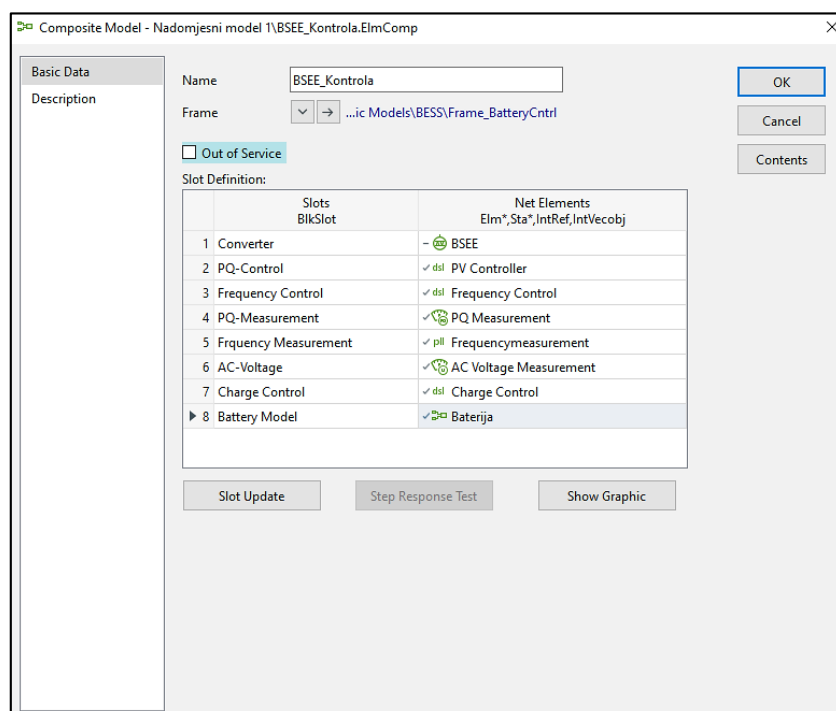 Composite Model - Nadomjesni model 1\BSEE_Kontrola.ElmComp
Basic Data
Description
Name BSEE_Kontrola
Frame ...ic Models\BESS\Frame_BatteryCntrl
Out of Service
Slot Definition:
Slots Net Elements
BlkSlot Elm*,Sta*,IntRef,IntVecobj
1 Converter BSEE
2 PQ-Control dsl PV Controller
3 Frequency Control dsl Frequency Control
4 PQ-Measurement PQ Measurement
5 Frquency Measurement pll Frequencymeasurement
6 AC-Voltage AC Voltage Measurement
7 Charge Control dsl Charge Control
8 Battery Model Baterija
Slot Update Step Response Test Show Graphic
OK
Cancel
Contents